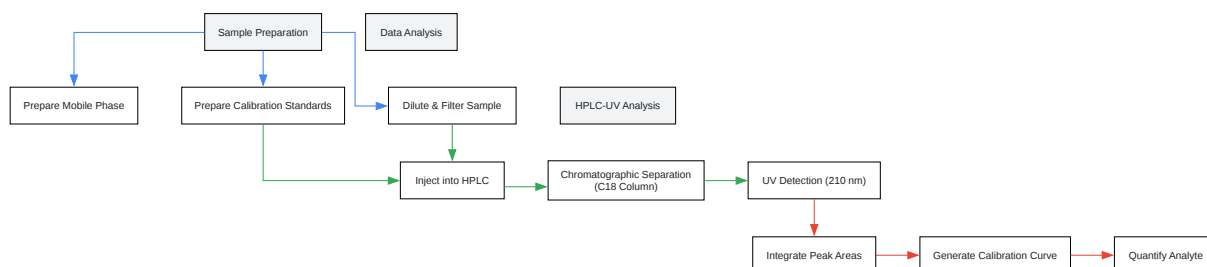 Sample Preparation
Data Analysis
Prepare Mobile Phase
Prepare Calibration Standards
Dilute & Filter Sample
HPLC-UV Analysis
Inject into HPLC
Chromatographic Separation
(C18 Column)
UV Detection (210 nm)
Integrate Peak Areas
Generate Calibration Curve
Quantify Analyte